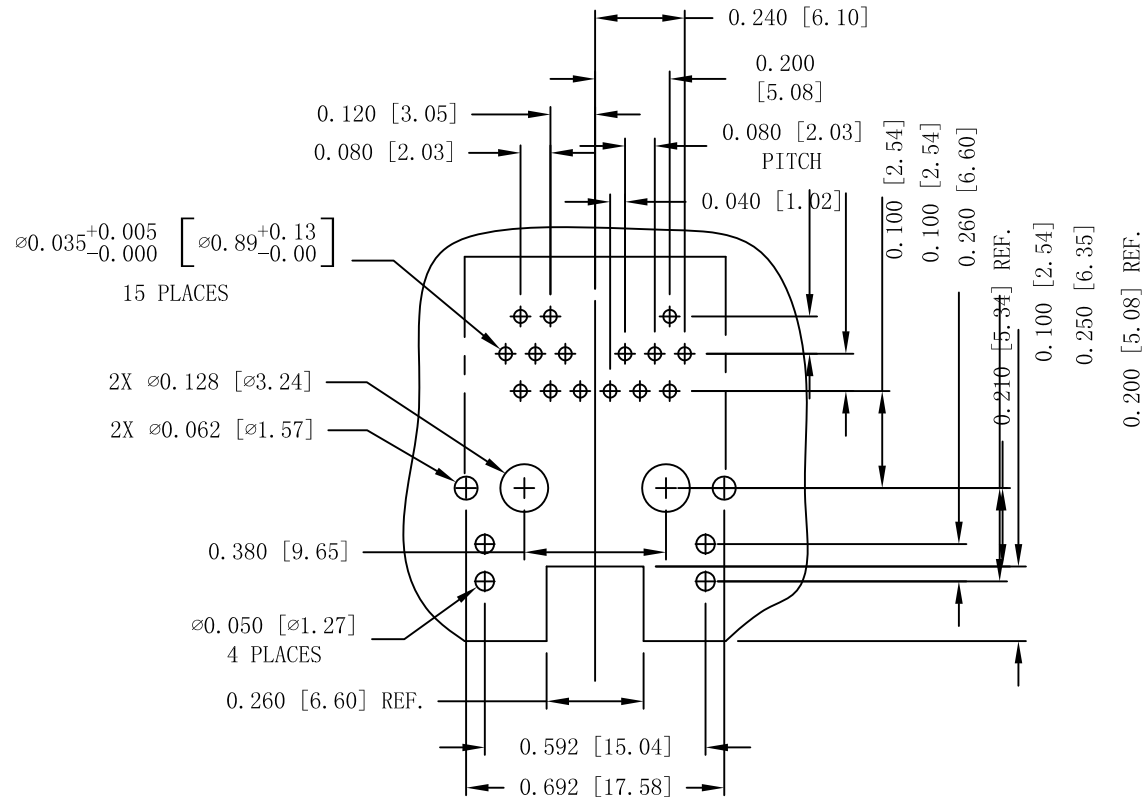 0.240 [6.10]
0.200
[5.08]
0.120 [3.05]
0.080 [2.03]
PITCH
0.080 [2.03]
0.040 [1.02]
0.100 [2.54]
0.100 [2.54]
0.260 [6.60]
⌀0.035 +0.005 -0.000 [⌀0.89 +0.13 -0.00]
15 PLACES
0.210 [5.34] REF.
0.100 [2.54]
0.250 [6.35]
0.200 [5.08] REF.
2X ⌀0.128 [⌀3.24]
2X ⌀0.062 [⌀1.57]
0.380 [9.65]
⌀0.050 [⌀1.27]
4 PLACES
0.260 [6.60] REF.
0.592 [15.04]
0.692 [17.58]